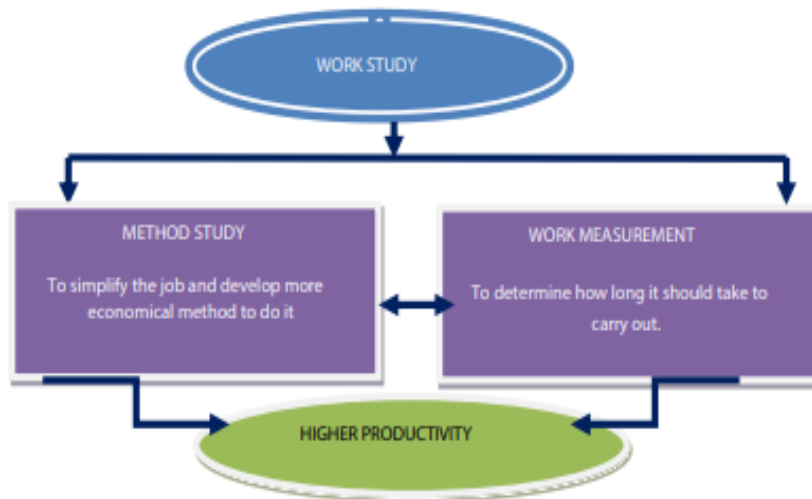 WORK STUDY
METHOD STUDY
To simplify the job and develop more
economical method to do it
WORK MEASUREMENT
To determine how long it should take to
carry out.
HIGHER PRODUCTIVITY